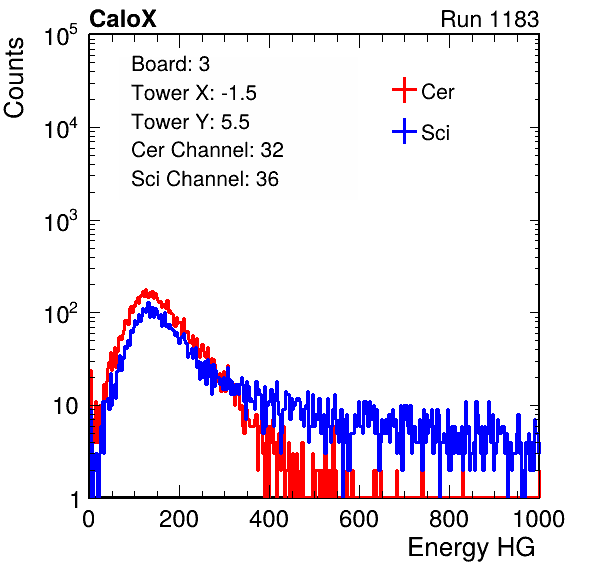 CaloX Run 1183
Counts
10^5
10^4
10^3
10^2
10
1
Board: 3
Tower X: -1.5
Tower Y: 5.5
Cer Channel: 32
Sci Channel: 36
Cer
Sci
0 200 400 600 800 1000
Energy HG